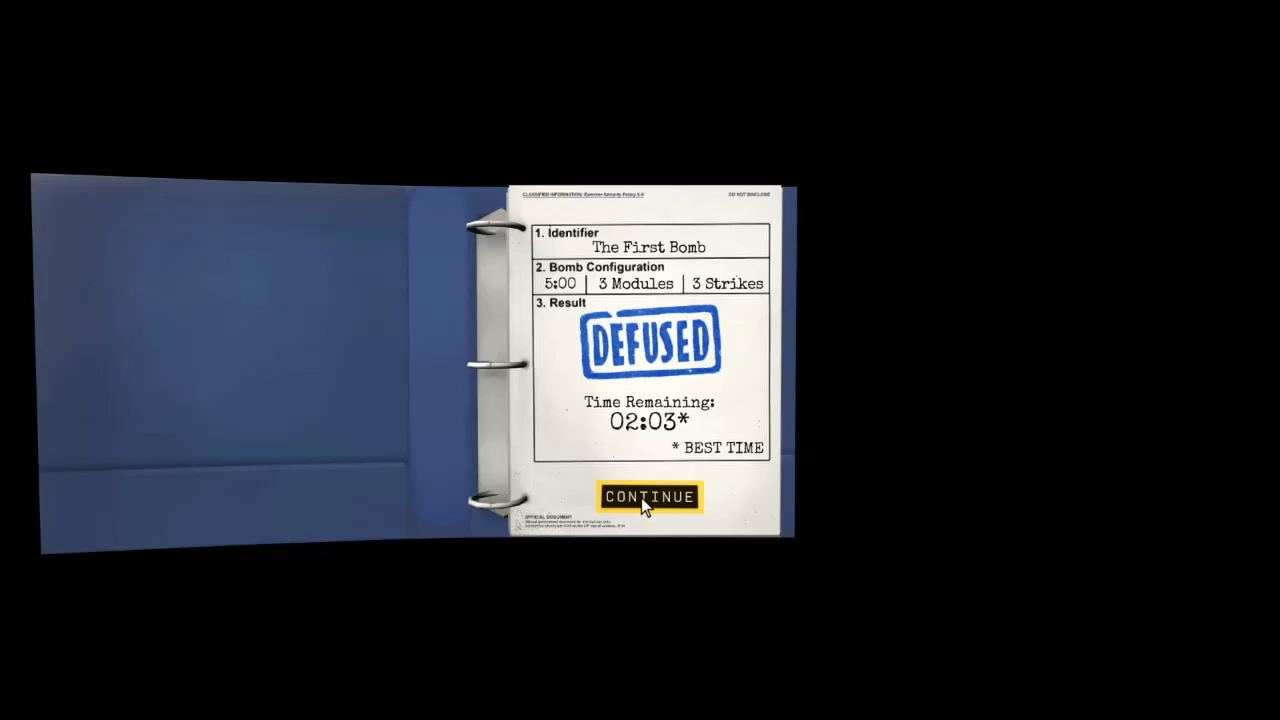 CLASSIFIED INFORMATION:
DO NOT DISCLOSE
1. Identifier
The First Bomb
2. Bomb Configuration
5:00 3 Modules 3 Strikes
3. Result
DEFUSED
Time Remaining:
02:03*
* BEST TIME
CONTINUE
OFFICIAL DOCUMENT